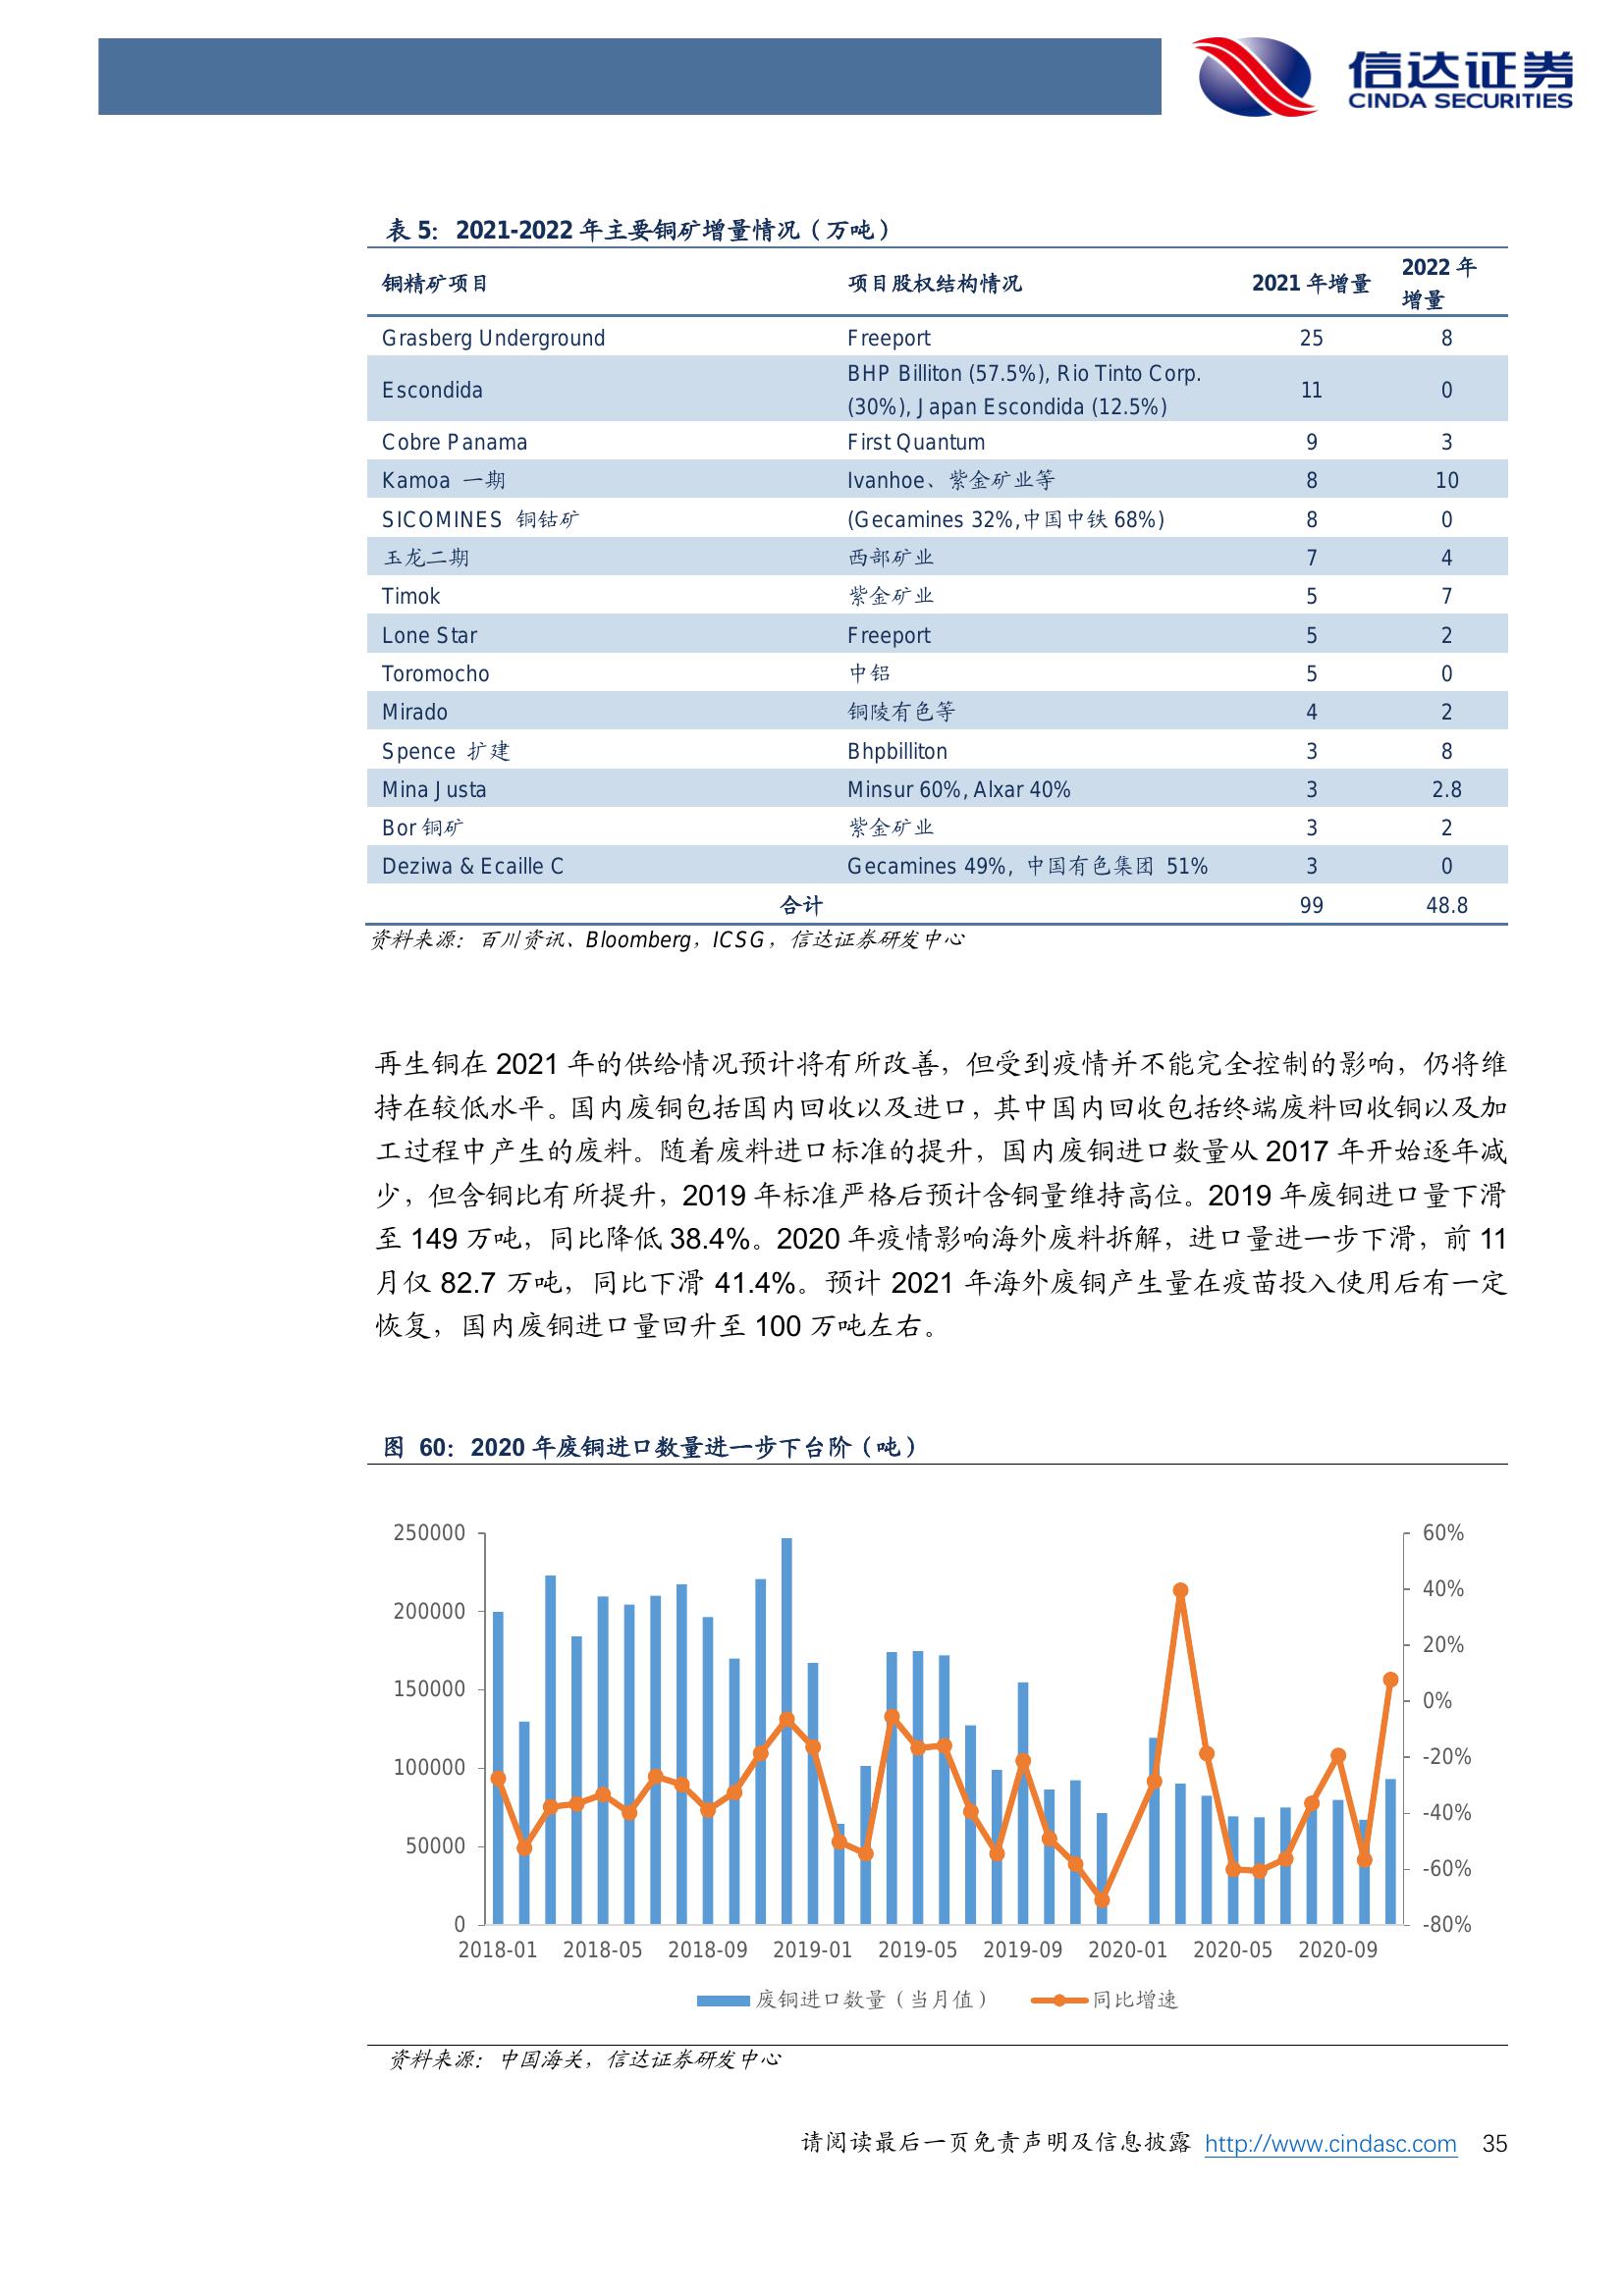 信达证券
CINDA SECURITIES
表 5：2021-2022 年主要铜矿增量情况（万吨）
铜精矿项目 项目股权结构情况 2021 年增量 2022 年
增量
Grasberg Underground Freeport 25 8
Escondida BHP Billiton (57.5%), Rio Tinto Corp.
(30%), Japan Escondida (12.5%) 11 0
Cobre Panama First Quantum 9 3
Kamoa 一期 Ivanhoe、紫金矿业等 8 10
SICOMINES 铜钴矿 (Gecamines 32%,中国中铁 68%) 8 0
玉龙二期 西部矿业 7 4
Timok 紫金矿业 5 7
Lone Star Freeport 5 2
Toromocho 中铝 5 0
Mirado 铜陵有色等 4 2
Spence 扩建 Bhpbilliton 3 8
Mina Justa Minsur 60%, Alxar 40% 3 2.8
Bor 铜矿 紫金矿业 3 2
Deziwa & Ecaille C Gecamines 49%，中国有色集团 51% 3 0
合计 99 48.8
资料来源：百川资讯、Bloomberg，ICSG，信达证券研发中心
再生铜在 2021 年的供给情况预计将有所改善，但受到疫情并不能完全控制的影响，仍将维
持在较低水平。国内废铜包括国内回收以及进口，其中国内回收包括终端废料回收铜以及加
工过程中产生的废料。随着废料进口标准的提升，国内废铜进口数量从 2017 年开始逐年减
少，但含铜比有所提升，2019 年标准严格后预计含铜量维持高位。2019 年废铜进口量下滑
至 149 万吨，同比降低 38.4%。2020 年疫情影响海外废料拆解，进口量进一步下滑，前 11
月仅 82.7 万吨，同比下滑 41.4%。预计 2021 年海外废铜产生量在疫苗投入使用后有一定
恢复，国内废铜进口量回升至 100 万吨左右。
图 60：2020 年废铜进口数量进一步下台阶（吨）
250000 60%
200000 40%
150000 20%
100000 0%
50000 -20%
0 -40%
-60%
-80%
2018-01 2018-05 2018-09 2019-01 2019-05 2019-09 2020-01 2020-05 2020-09
废铜进口数量（当月值） 同比增速
资料来源：中国海关，信达证券研发中心
请阅读最后一页免责声明及信息披露 http://www.cindasc.com 35